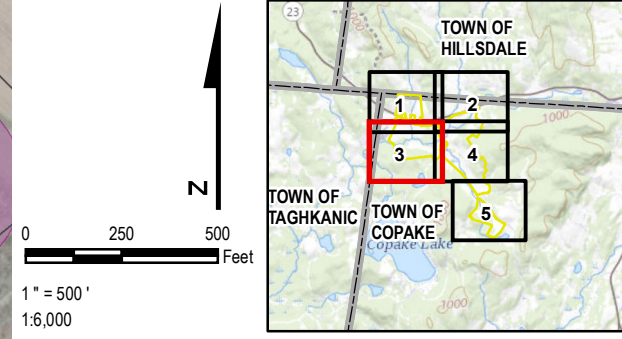 23
TOWN OF
HILLSDALE
1
2
1000
3
4
TOWN OF
TAGHKANIC
TOWN OF
COPAKE
5
Copake Lake
1000
N
0 250 500
Feet
1 " = 500 '
1:6,000